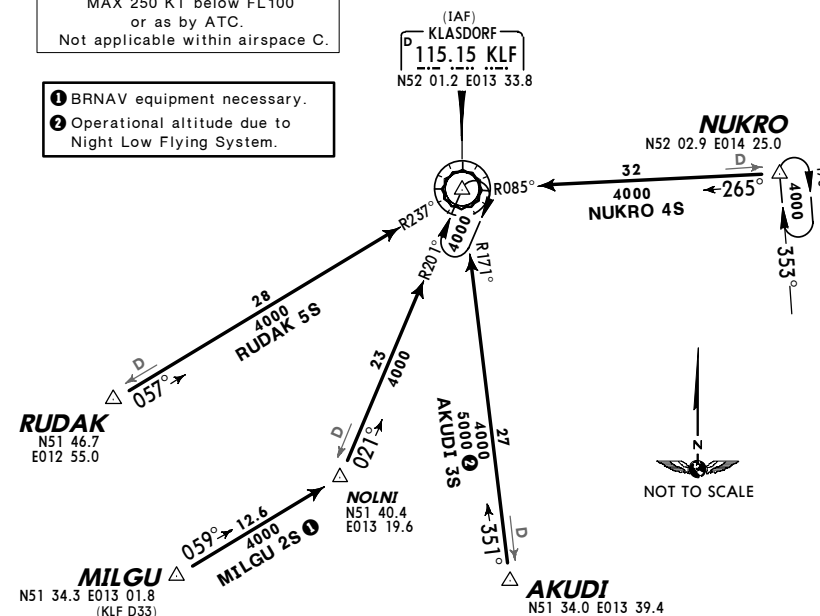 MAX 250 KT below FL100
or as by ATC.
Not applicable within airspace C.
❶ BRNAV equipment necessary.
❷ Operational altitude due to
Night Low Flying System.
(IAF)
KLASDORF
D 115.15 KLF
N52 01.2 E013 33.8
NUKRO
N52 02.9 E014 25.0
D
32
R085°
265°
4000
NUKRO 4S
4000
353°
R237°
R201°
4000
R171°
28
4000
RUDAK 5S
D
057°
RUDAK
N51 46.7
E012 55.0
23
4000
D
021°
NOLNI
N51 40.4
E013 19.6
27
4000
5000 ❷
AKUDI 3S
351°
D
AKUDI
N51 34.0 E013 39.4
059°
12.6
4000
MILGU 2S ❶
MILGU
N51 34.3 E013 01.8
(KLF D33)
N
NOT TO SCALE